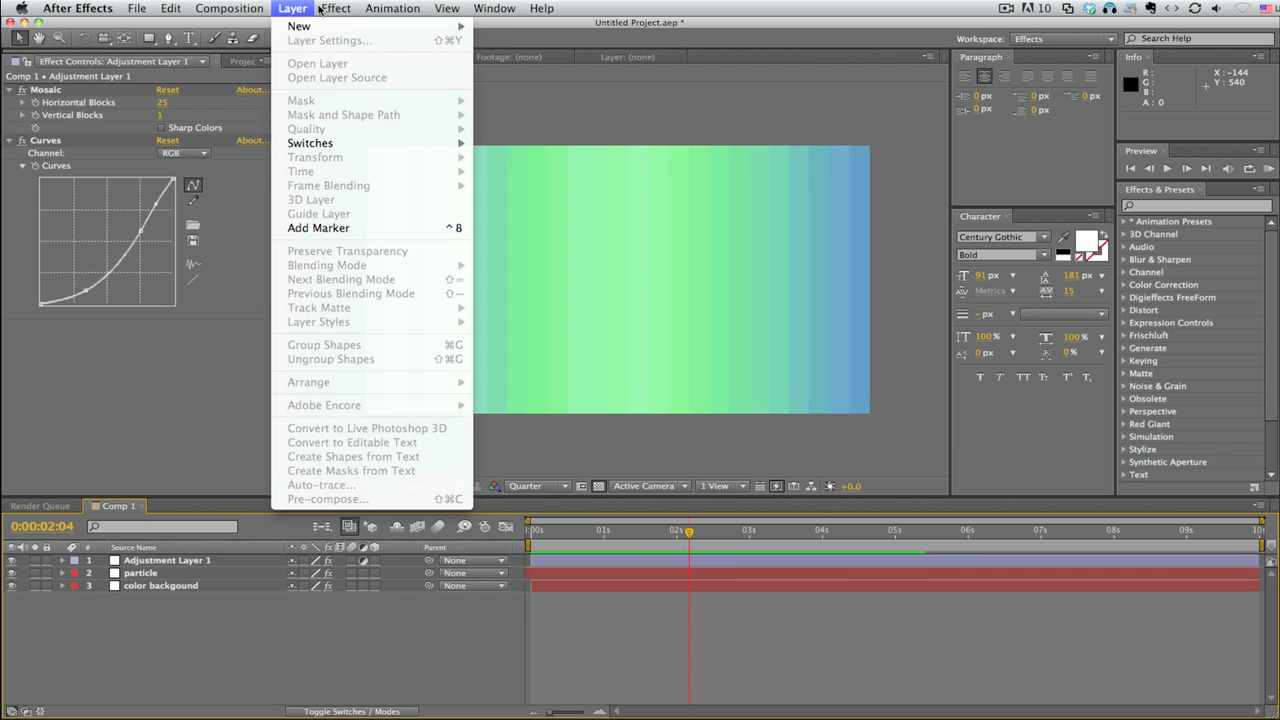 After Effects File Edit View Composition Layer Effect Animation View Window Help 10
Untitled Project.aep *
Workspace: Effects Search Help
Effect Controls: Adjustment Layer 1 Projec
Footage: (none) Layer: (none)
Comp 1 • Adjustment Layer 1
Mosaic Reset About...
Horizontal Blocks 25
Vertical Blocks 1
Sharp Colors
Curves Reset About...
Channel: RGB
Curves
New
Layer Settings... ⇧⌘Y
Open Layer
Open Layer Source
Mask
Mask and Shape Path
Quality
Switches
Transform
Time
Frame Blending
3D Layer
Guide Layer
Add Marker ^8
Preserve Transparency
Blending Mode
Next Blending Mode ⇧=
Previous Blending Mode ⇧-
Track Matte
Layer Styles
Group Shapes ⌘G
Ungroup Shapes ⇧⌘G
Arrange
Adobe Encore
Convert to Live Photoshop 3D
Convert to Editable Text
Create Shapes from Text
Create Masks from Text
Auto-trace...
Pre-compose... ⇧⌘C
Quarter Active Camera 1 View +0.0
Paragraph
0 px 0 px 0 px
0 px 0 px
Character
Century Gothic
Bold
91 px 181 px
Metrics 15
- px
100% 100%
0 px 0 %
T T TT Tr T' T,
Info
R: X: -144
G: Y: 540
B:
A: 0
Preview
Effects & Presets
* Animation Presets
3D Channel
Audio
Blur & Sharpen
Channel
Color Correction
Digieffects FreeForm
Distort
Expression Controls
Frischluft
Generate
Keying
Matte
Noise & Grain
Obsolete
Perspective
Red Giant
Simulation
Stylize
Synthetic Aperture
Text
Render Queue Comp 1
0:00:02:04
:00s 01s 02s 03s 04s 05s 06s 07s 08s 09s 10s
# Source Name Parent
1 Adjustment Layer 1 None
2 particle None
3 color backgound None
Toggle Switches / Modes